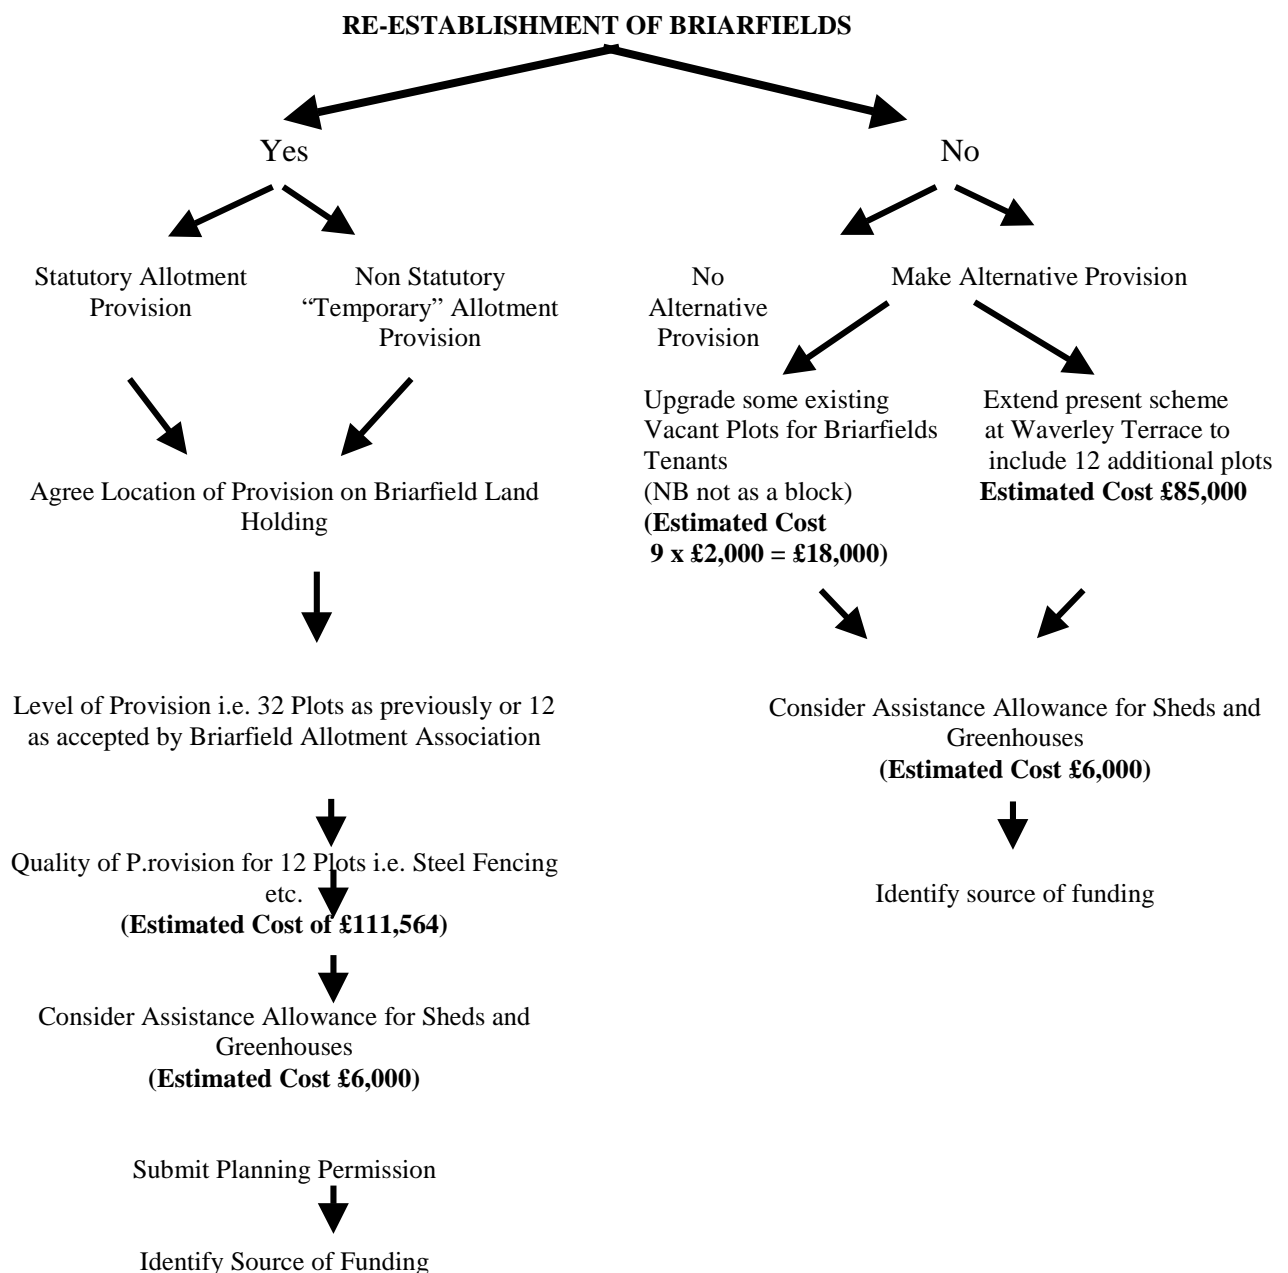 RE-ESTABLISHMENT OF BRIARFIELDS
Yes
No
Statutory Allotment
Provision
Non Statutory
“Temporary” Allotment
Provision
No
Alternative
Provision
Make Alternative Provision
Upgrade some existing
Vacant Plots for Briarfields
Tenants
(NB not as a block)
(Estimated Cost
9 x £2,000 = £18,000)
Extend present scheme
at Waverley Terrace to
include 12 additional plots
Estimated Cost £85,000
Agree Location of Provision on Briarfield Land
Holding
Level of Provision i.e. 32 Plots as previously or 12
as accepted by Briarfield Allotment Association
Quality of P.rovision for 12 Plots i.e. Steel Fencing
etc.
(Estimated Cost of £111,564)
Consider Assistance Allowance for Sheds and
Greenhouses
(Estimated Cost £6,000)
Submit Planning Permission
Identify Source of Funding
Consider Assistance Allowance for Sheds and
Greenhouses
(Estimated Cost £6,000)
Identify source of funding